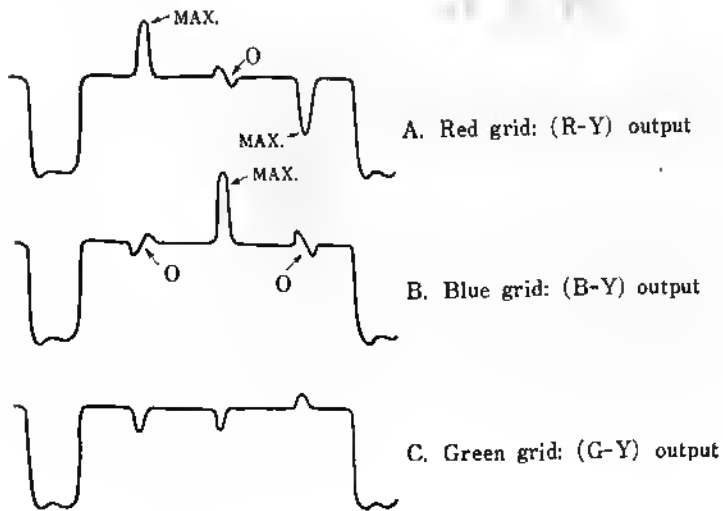 MAX.
O
MAX.
A. Red grid: (R-Y) output
MAX.
O
O
B. Blue grid: (B-Y) output
C. Green grid: (G-Y) output